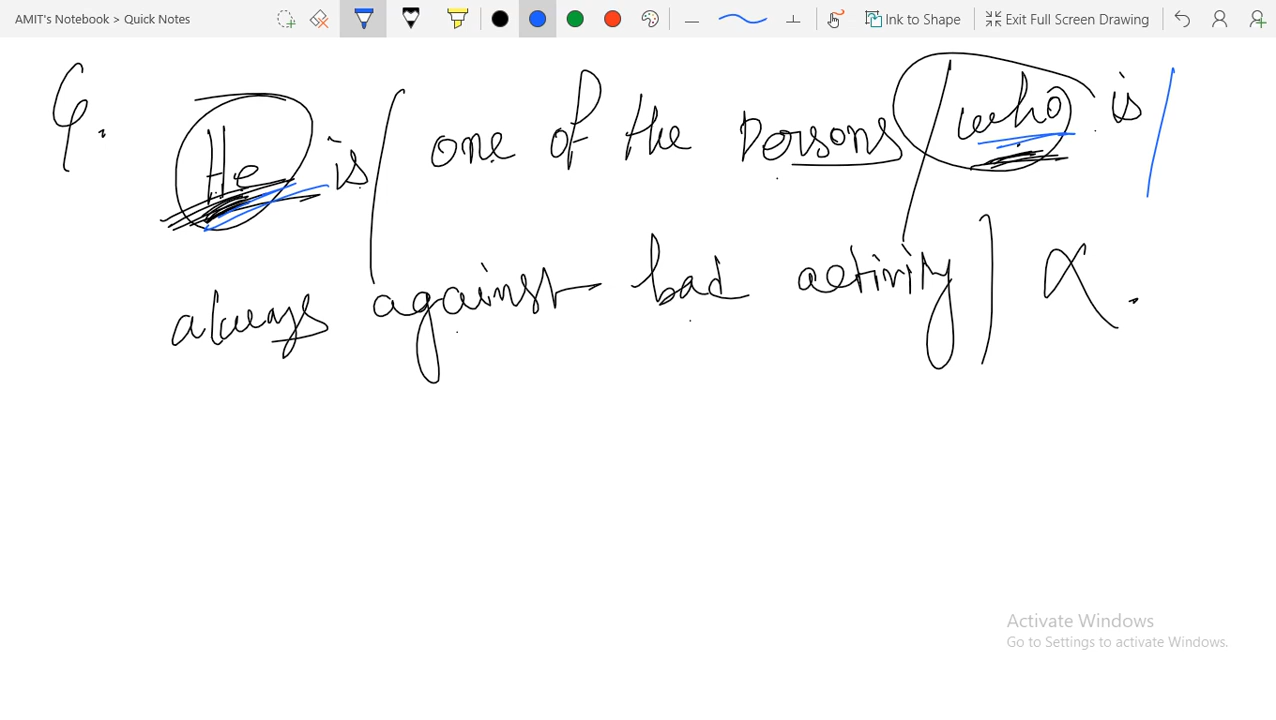 AMIT's Notebook > Quick Notes
Ink to Shape
Exit Full Screen Drawing
Q. He is / one of the persons / who is /
always against bad activity / α.
Activate Windows
Go to Settings to activate Windows.